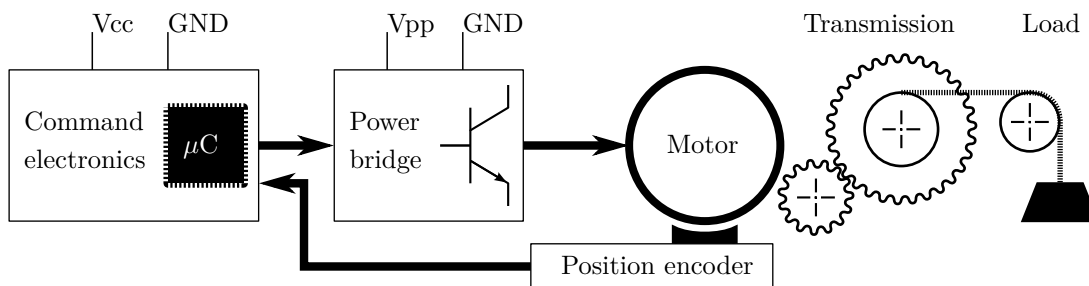 Vcc GND
Vpp GND
Transmission
Load
Command
electronics
μC
Power
bridge
Motor
Position encoder